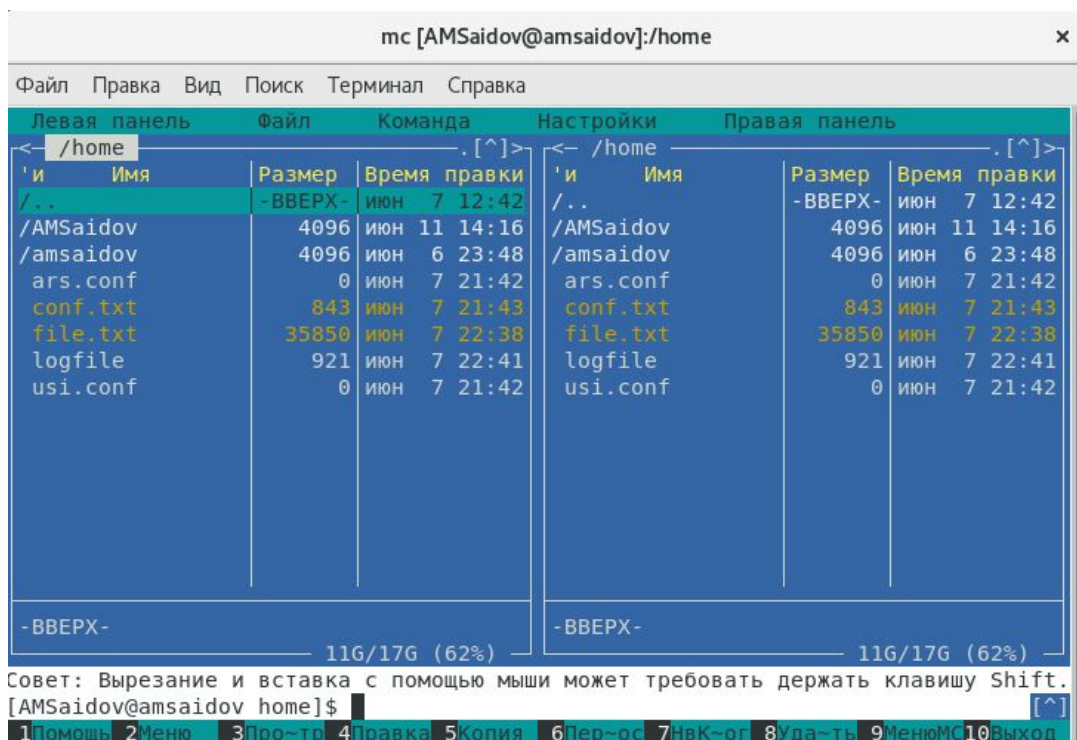 mc [AMSaidov@amsaidov]:/home ×
Файл Правка Вид Поиск Терминал Справка
Левая панель Файл Команда Настройки Правая панель
<─ /home .[^]> <─ /home .[^]>
'и Имя Размер Время правки 'и Имя Размер Время правки
/.. -ВВЕРХ- июн 7 12:42 /.. -ВВЕРХ- июн 7 12:42
/AMSaidov 4096 июн 11 14:16 /AMSaidov 4096 июн 11 14:16
/amsaidov 4096 июн 6 23:48 /amsaidov 4096 июн 6 23:48
ars.conf 0 июн 7 21:42 ars.conf 0 июн 7 21:42
conf.txt 843 июн 7 21:43 conf.txt 843 июн 7 21:43
file.txt 35850 июн 7 22:38 file.txt 35850 июн 7 22:38
logfile 921 июн 7 22:41 logfile 921 июн 7 22:41
usi.conf 0 июн 7 21:42 usi.conf 0 июн 7 21:42
-ВВЕРХ- -ВВЕРХ-
11G/17G (62%) 11G/17G (62%)
Совет: Вырезание и вставка с помощью мыши может требовать держать клавишу Shift.
[AMSaidov@amsaidov home]$ [^]
1Помощь 2Меню 3Про~тр 4Правка 5Копия 6Пер~ос 7НвК~ог 8Уда~ть 9МенюМС 10Выход